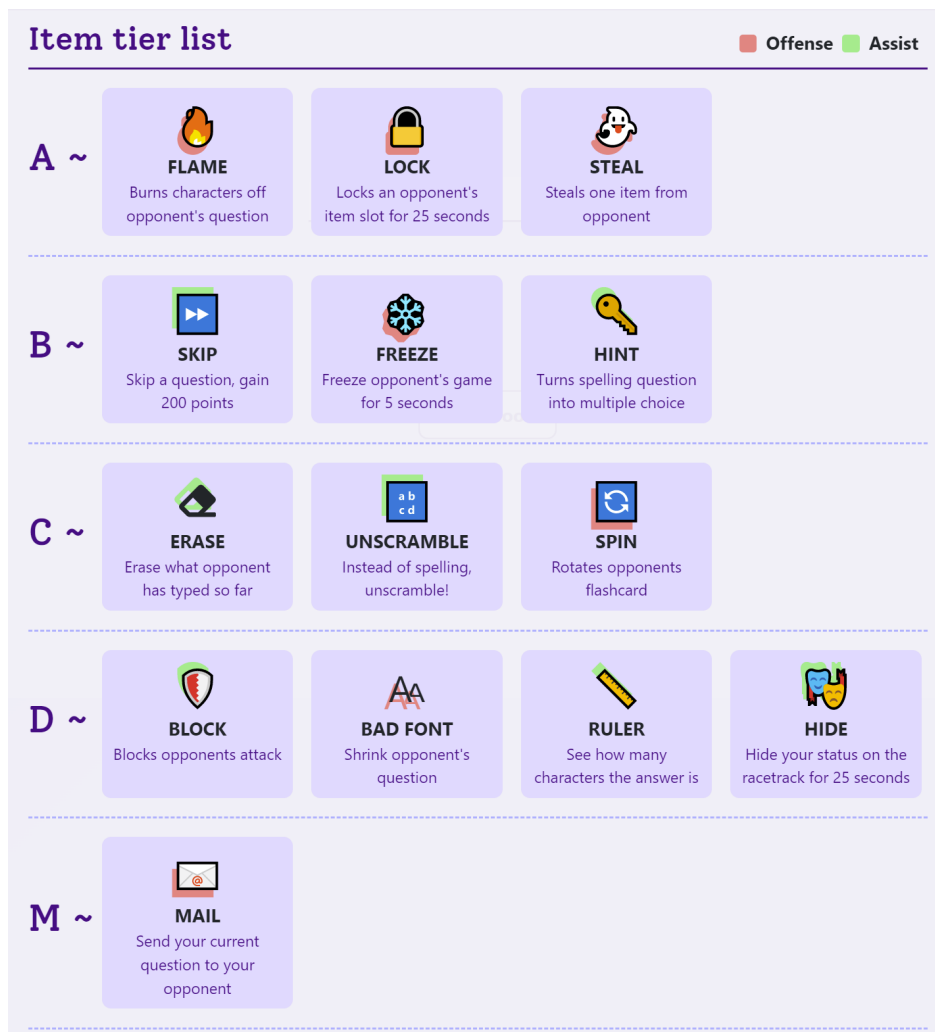 Item tier list
Offense Assist
A ~
FLAME
Burns characters off
opponent's question
LOCK
Locks an opponent's
item slot for 25 seconds
STEAL
Steals one item from
opponent
B ~
SKIP
Skip a question, gain
200 points
FREEZE
Freeze opponent's game
for 5 seconds
HINT
Turns spelling question
into multiple choice
C ~
ERASE
Erase what opponent
has typed so far
a b
c d
UNSCRAMBLE
Instead of spelling,
unscramble!
SPIN
Rotates opponents
flashcard
D ~
BLOCK
Blocks opponents attack
AA
BAD FONT
Shrink opponent's
question
RULER
See how many
characters the answer is
HIDE
Hide your status on the
racetrack for 25 seconds
M ~
@
MAIL
Send your current
question to your
opponent